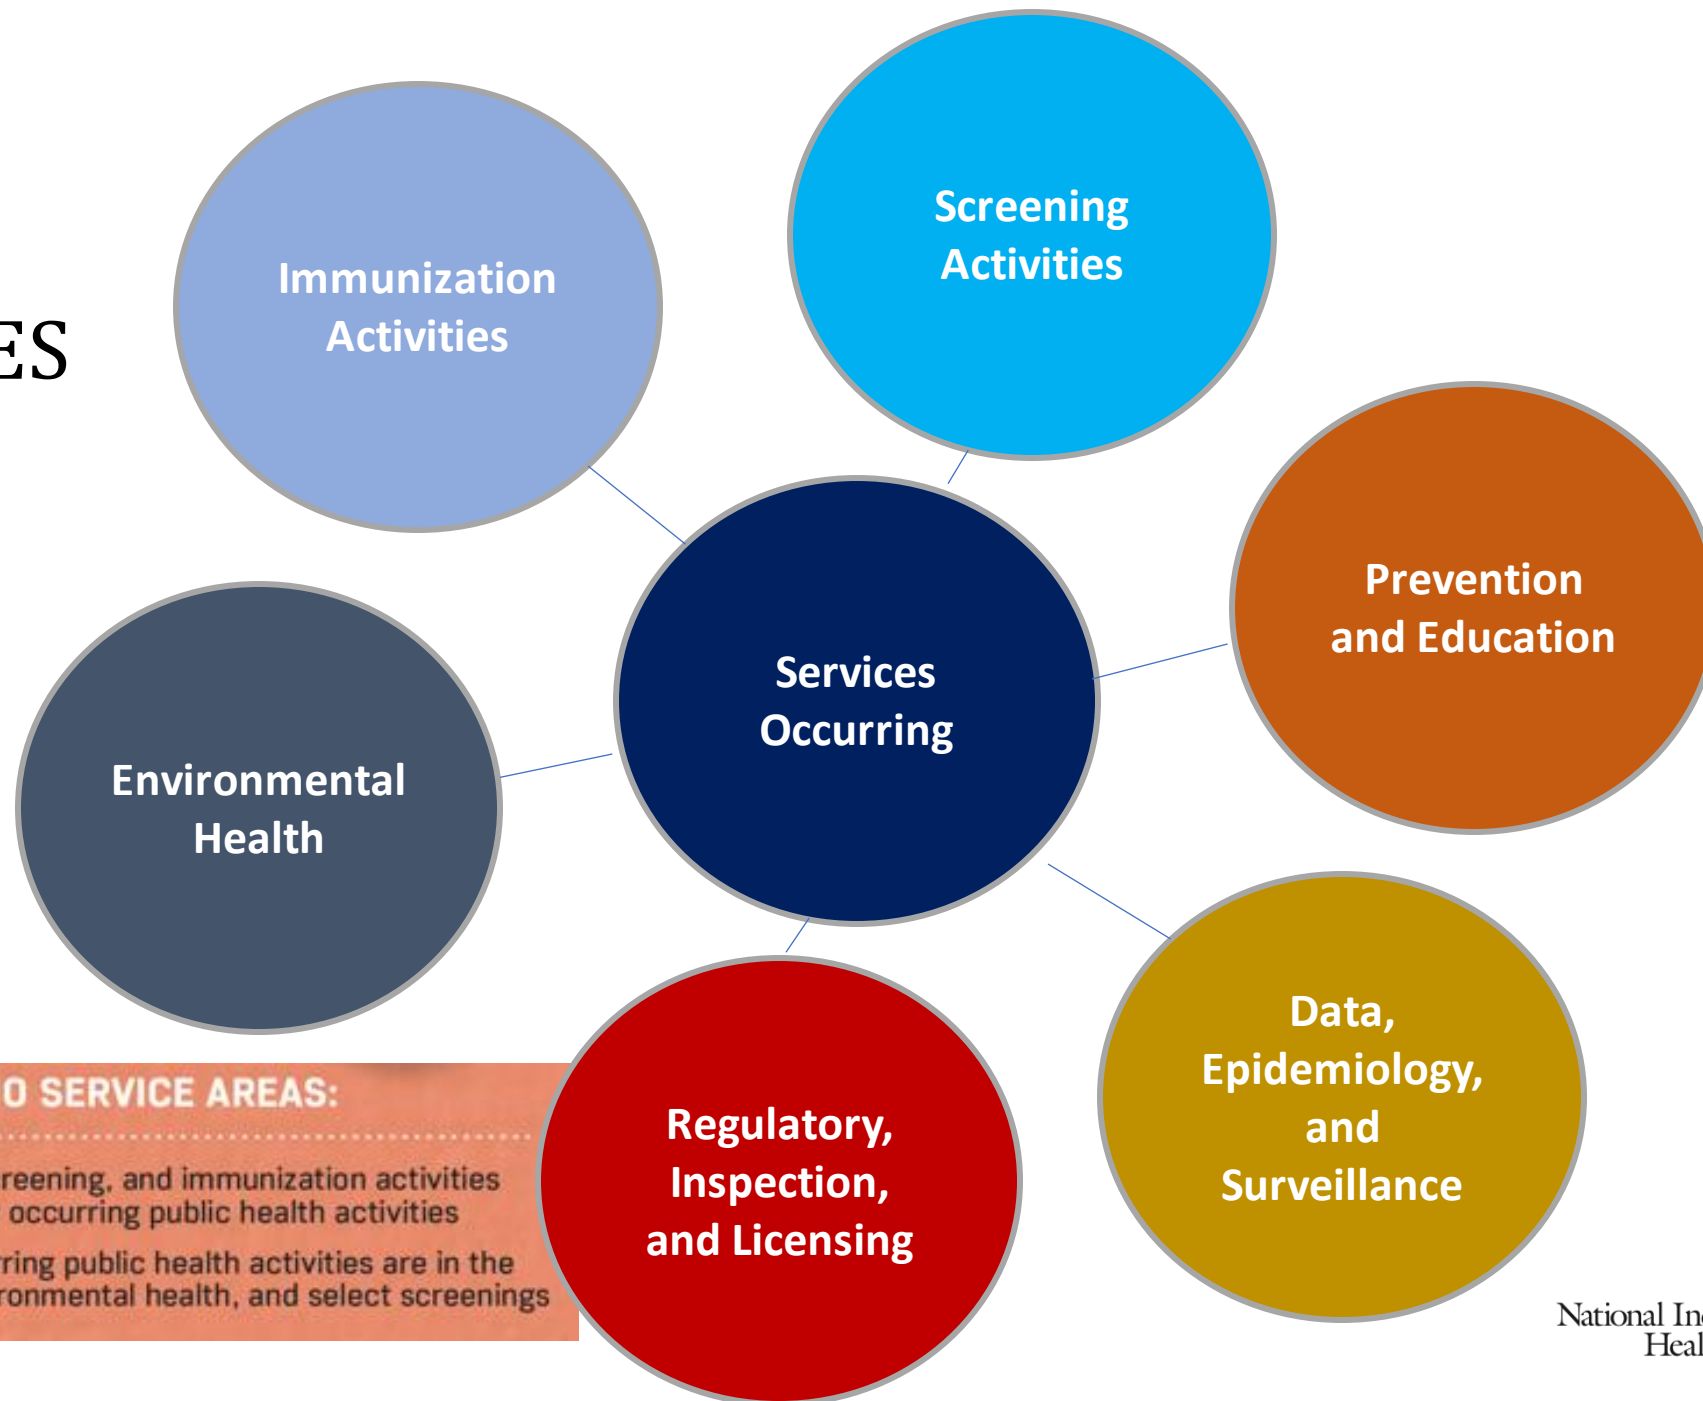 ES
Immunization
Activities
Screening
Activities
Prevention
and Education
Services
Occurring
Environmental
Health
Data,
Epidemiology,
and
Surveillance
Regulatory,
Inspection,
and Licensing
O SERVICE AREAS:
reening, and immunization activities
occurring public health activities
rring public health activities are in the
ronmental health, and select screenings
National In
Heal